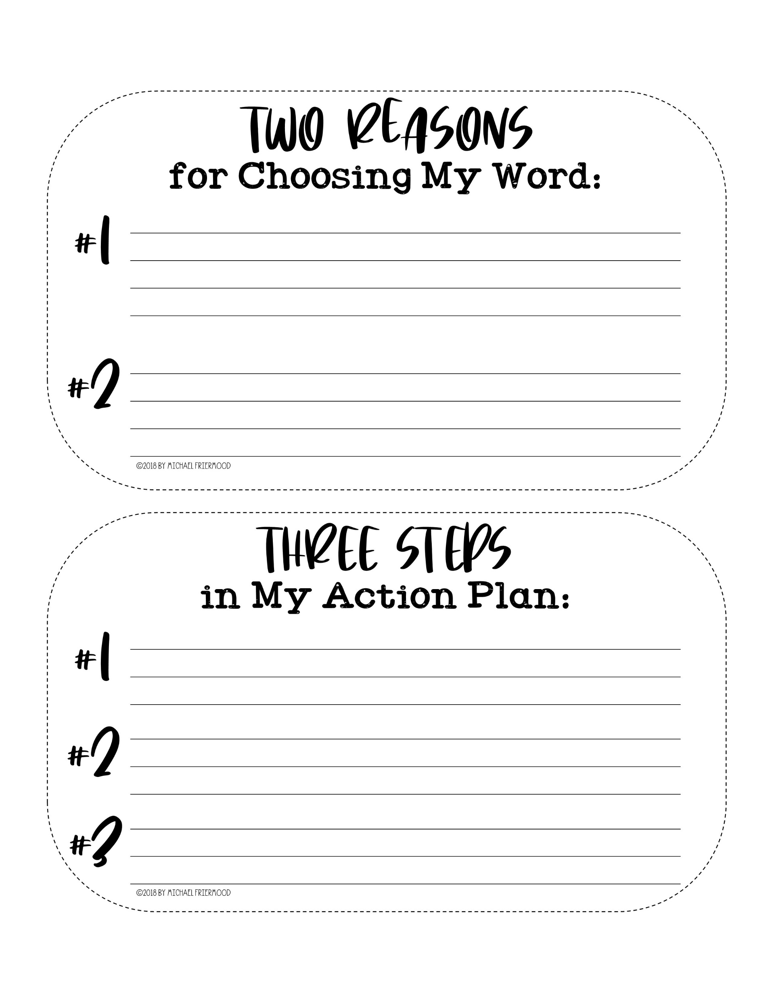 TWO REASONS
for Choosing My Word:
#1
#2
©2018 BY MICHAEL FRIERMOOD
THREE STEPS
in My Action Plan:
#1
#2
#3
©2018 BY MICHAEL FRIERMOOD